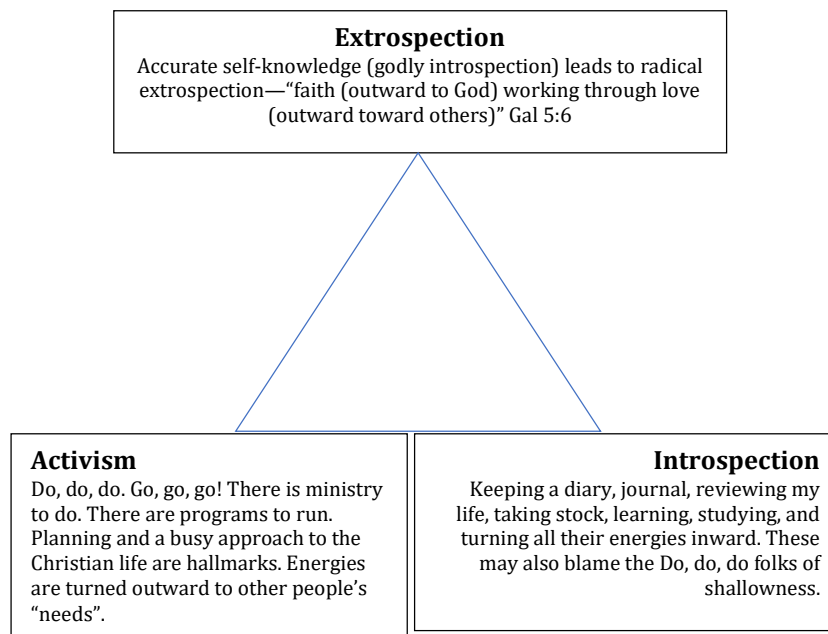 Extrospection
Accurate self-knowledge (godly introspection) leads to radical
extrospection—“faith (outward to God) working through love
(outward toward others)” Gal 5:6
Activism
Do, do, do. Go, go, go! There is ministry
to do. There are programs to run.
Planning and a busy approach to the
Christian life are hallmarks. Energies
are turned outward to other people’s
“needs”.
Introspection
Keeping a diary, journal, reviewing my
life, taking stock, learning, studying, and
turning all their energies inward. These
may also blame the Do, do, do folks of
shallowness.